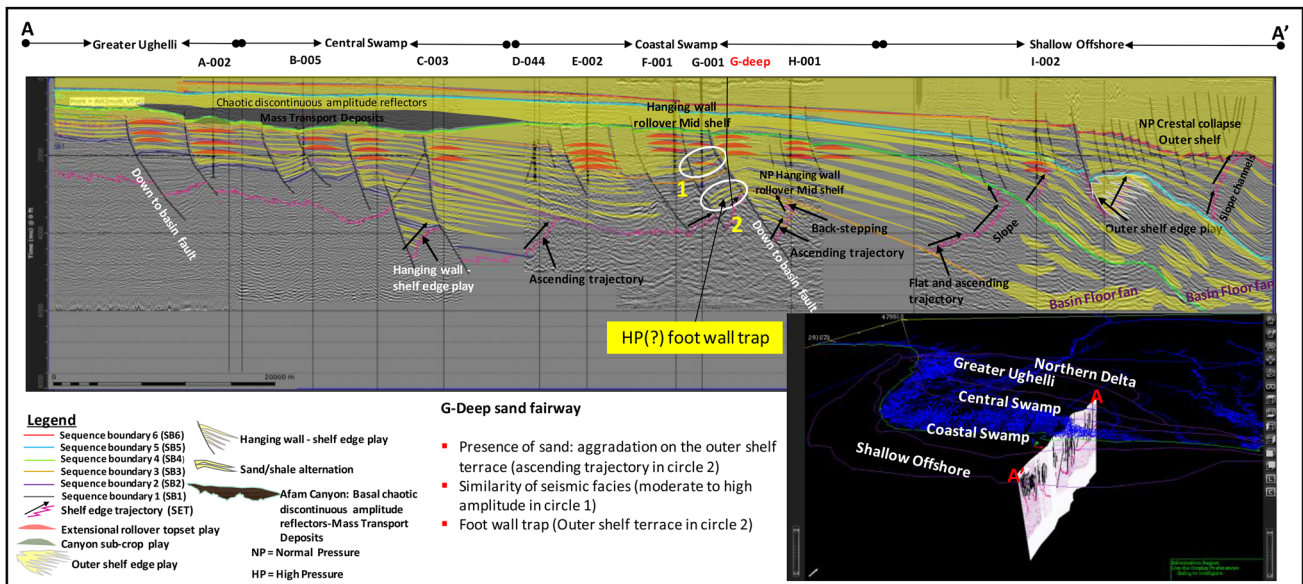 A
A'
Greater Ughelli
Central Swamp
Coastal Swamp
Shallow Offshore
A-002
B-005
C-003
D-044
E-002
F-001
G-001
G-deep
H-001
I-002
Chaotic discontinuous amplitude reflectors
Mass Transport Deposits
Hanging wall
rollover Mid shelf
NP Crestal collapse
Outer shelf
1
2
NP Hanging wall
rollover Mid shelf
Down to basin fault
Back-stepping
Ascending trajectory
Down to basin fault
Slope
Slope channels
Outer shelf edge play
Hanging wall -
shelf edge play
Ascending trajectory
Flat and ascending
trajectory
Basin Floor fan
Basin Floor fan
20000 m
HP(?) foot wall trap
Legend
Sequence boundary 6 (SB6)
Sequence boundary 5 (SB5)
Sequence boundary 4 (SB4)
Sequence boundary 3 (SB3)
Sequence boundary 2 (SB2)
Sequence boundary 1 (SB1)
Shelf edge trajectory (SET)
Extensional rollover topset play
Canyon sub-crop play
Outer shelf edge play
Hanging wall - shelf edge play
Sand/shale alternation
Afam Canyon: Basal chaotic
discontinuous amplitude
reflectors-Mass Transport
Deposits
NP = Normal Pressure
HP = High Pressure
G-Deep sand fairway
Presence of sand: aggradation on the outer shelf
terrace (ascending trajectory in circle 2)
Similarity of seismic facies (moderate to high
amplitude in circle 1)
Foot wall trap (Outer shelf terrace in circle 2)
479910
Northern Delta
Greater Ughelli
Central Swamp
Coastal Swamp
Shallow Offshore
A
A'